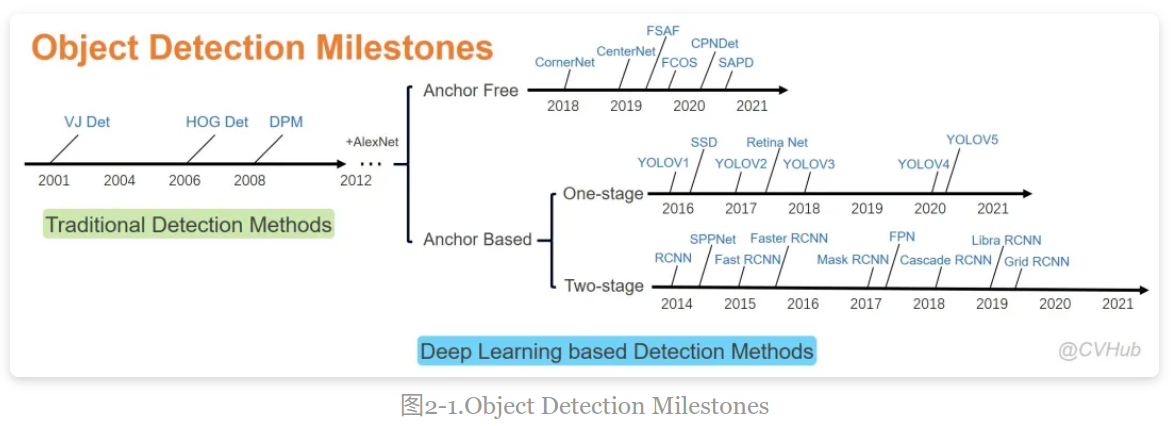 Object Detection Milestones
VJ Det
HOG Det
DPM
2001
2004
2006
2008
2012
+AlexNet
...
Traditional Detection Methods
Anchor Free
CornerNet
CenterNet
FSAF
FCOS
CPNDet
SAPD
2018
2019
2020
2021
Anchor Based
One-stage
YOLOV1
SSD
YOLOV2
Retina Net
YOLOV3
YOLOV4
YOLOV5
2016
2017
2018
2019
2020
2021
Two-stage
RCNN
SPPNet
Fast RCNN
Faster RCNN
Mask RCNN
FPN
Cascade RCNN
Libra RCNN
Grid RCNN
2014
2015
2016
2017
2018
2019
2020
2021
Deep Learning based Detection Methods
@CVHub
图2-1.Object Detection Milestones